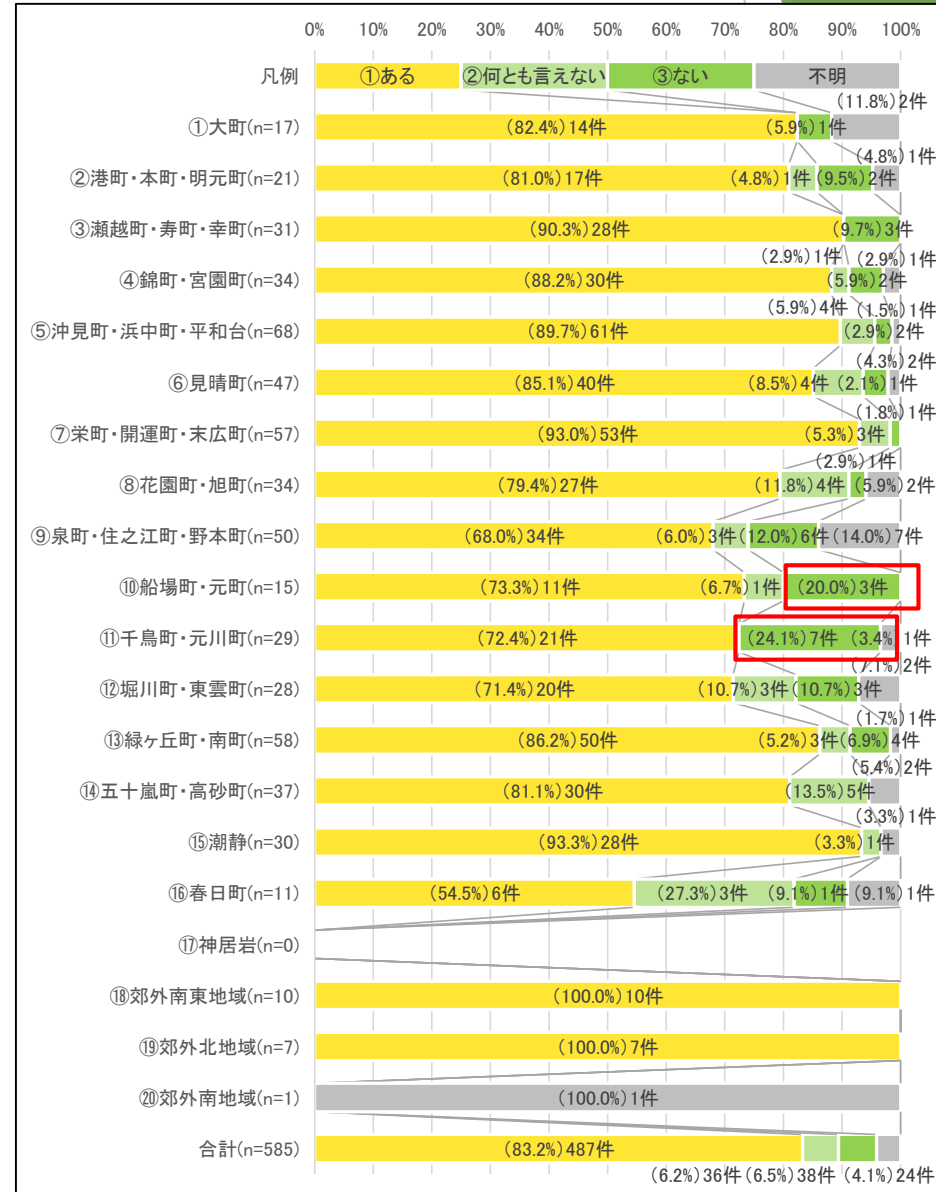 0% 10% 20% 30% 40% 50% 60% 70% 80% 90% 100%
凡例 ①ある ②何とも言えない ③ない 不明
(11.8%)2件
①大町(n=17) (82.4%)14件 (5.9%)1件
(4.8%)1件
②港町・本町・明元町(n=21) (81.0%)17件 (4.8%)1件 (9.5%)2件
③瀬越町・寿町・幸町(n=31) (90.3%)28件 (9.7%)3件
(2.9%)1件 (2.9%)1件
④錦町・宮園町(n=34) (88.2%)30件 (5.9%)2件
(5.9%)4件 (1.5%)1件
⑤沖見町・浜中町・平和台(n=68) (89.7%)61件 (2.9%)2件
(4.3%)2件
⑥見晴町(n=47) (85.1%)40件 (8.5%)4件 (2.1%)1件
(1.8%)1件
⑦栄町・開運町・末広町(n=57) (93.0%)53件 (5.3%)3件
(2.9%)1件
⑧花園町・旭町(n=34) (79.4%)27件 (11.8%)4件 (5.9%)2件
⑨泉町・住之江町・野本町(n=50) (68.0%)34件 (6.0%)3件 (12.0%)6件 (14.0%)7件
⑩船場町・元町(n=15) (73.3%)11件 (6.7%)1件 (20.0%)3件
⑪千鳥町・元川町(n=29) (72.4%)21件 (24.1%)7件 (3.4%)1件
(7.1%)2件
⑫堀川町・東雲町(n=28) (71.4%)20件 (10.7%)3件 (10.7%)3件
(1.7%)1件
⑬緑ヶ丘町・南町(n=58) (86.2%)50件 (5.2%)3件 (6.9%)4件
(5.4%)2件
⑭五十嵐町・高砂町(n=37) (81.1%)30件 (13.5%)5件
(3.3%)1件
⑮潮静(n=30) (93.3%)28件 (3.3%)1件
⑯春日町(n=11) (54.5%)6件 (27.3%)3件 (9.1%)1件 (9.1%)1件
⑰神居岩(n=0)
⑱郊外南東地域(n=10) (100.0%)10件
⑲郊外北地域(n=7) (100.0%)7件
⑳郊外南地域(n=1) (100.0%)1件
合計(n=585) (83.2%)487件
(6.2%)36件 (6.5%)38件 (4.1%)24件